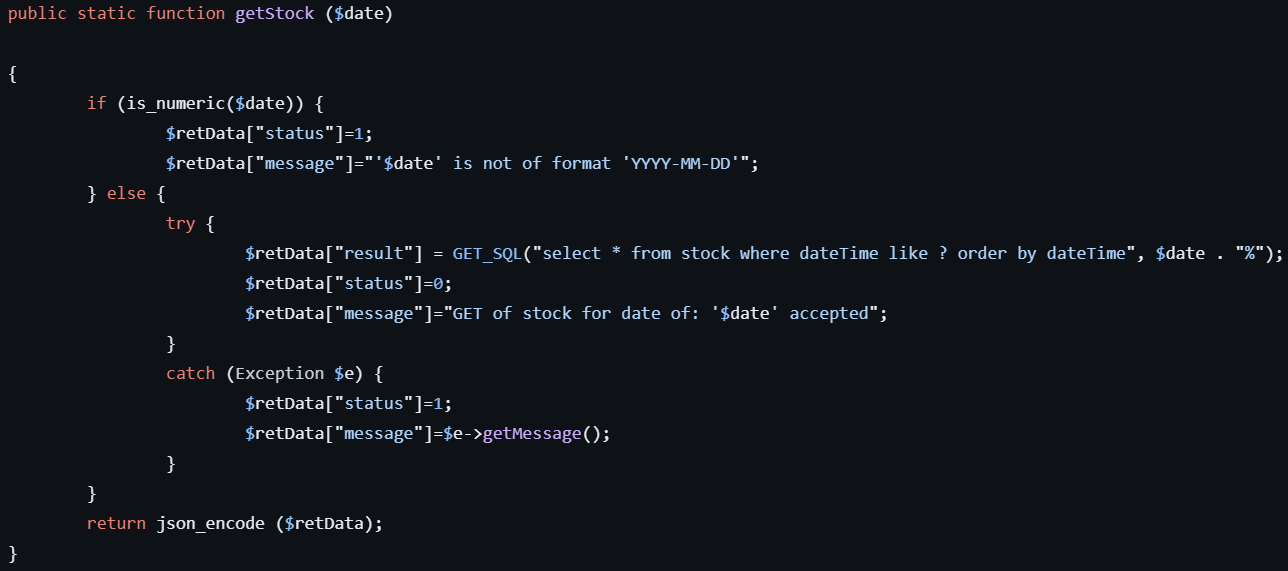 public static function getStock ($date)
{
if (is_numeric($date)) {
$retData["status"]=1;
$retData["message"]="'$date' is not of format 'YYYY-MM-DD'";
} else {
try {
$retData["result"] = GET_SQL("select * from stock where dateTime like ? order by dateTime", $date . "%");
$retData["status"]=0;
$retData["message"]="GET of stock for date of: '$date' accepted";
}
catch (Exception $e) {
$retData["status"]=1;
$retData["message"]=$e->getMessage();
}
}
return json_encode ($retData);
}